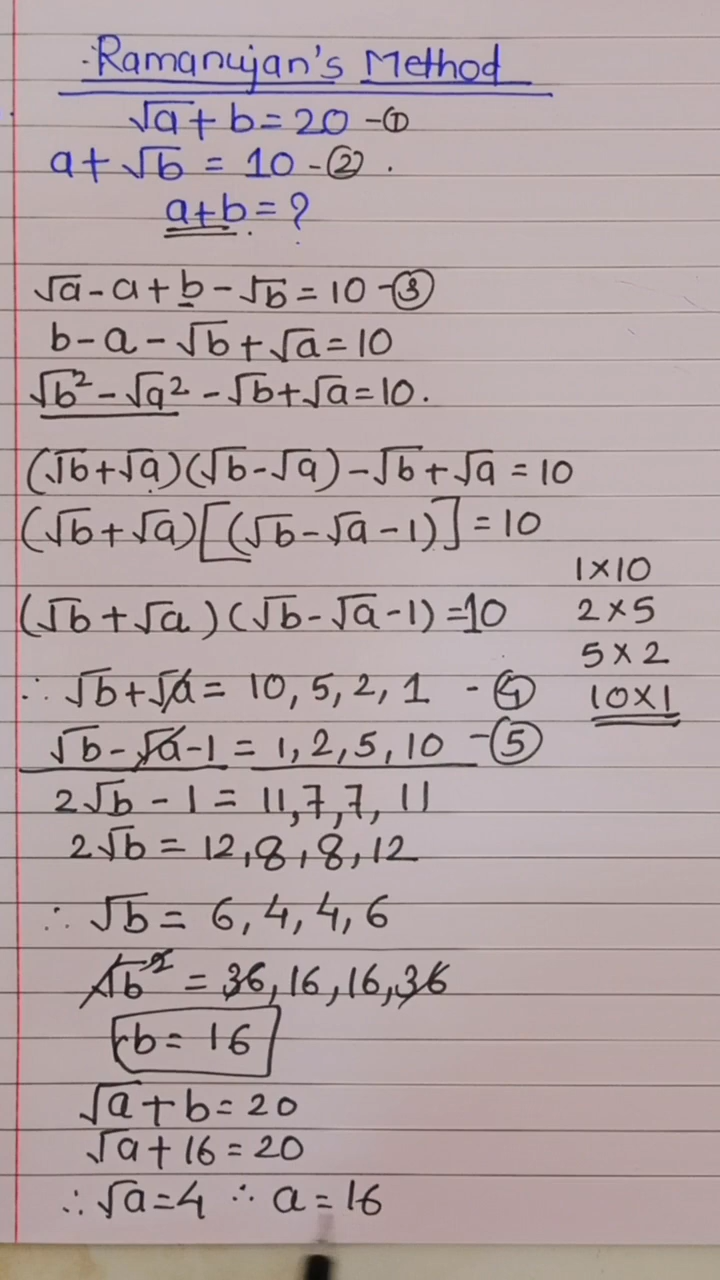 Ramanujan's Method
√a + b = 20 -①
a + √b = 10 -② .
a+b = ?
√a - a + b - √b = 10 -③
b - a - √b + √a = 10
√b² - √a² - √b + √a = 10.
(√b + √a)(√b - √a) - √b + √a = 10
(√b + √a)[(√b - √a - 1)] = 10
1×10
(√b + √a)(√b - √a - 1) = 10
2×5
5×2
∴ √b + √a = 10, 5, 2, 1 -④
10×1
√b - √a - 1 = 1, 2, 5, 10 -⑤
2√b - 1 = 11, 7, 7, 11
2√b = 12, 8, 8, 12
∴ √b = 6, 4, 4, 6
√b² = 36, 16, 16, 36
b = 16
√a + b = 20
√a + 16 = 20
∴ √a = 4 ∴ a = 16